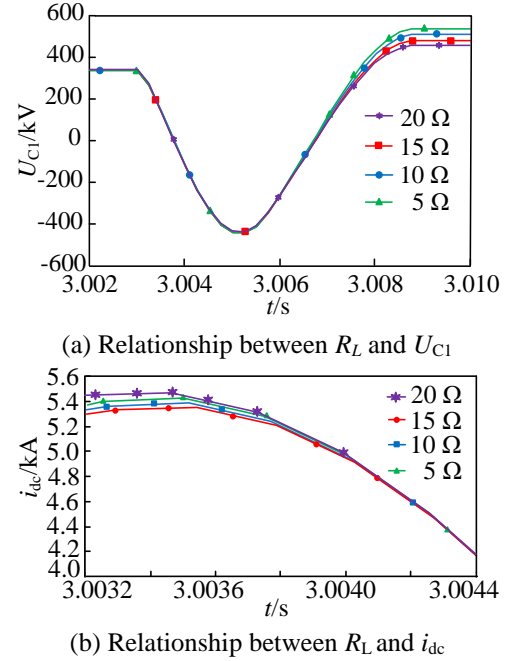 600
400
200
0
-200
-400
-600
U_C1/kV
20 Ω
15 Ω
10 Ω
5 Ω
3.002 3.004 3.006 3.008 3.010
t/s
(a) Relationship between R_L and U_C1
5.6
5.4
5.2
5.0
4.8
4.6
4.4
4.2
4.0
i_dc/kA
20 Ω
15 Ω
10 Ω
5 Ω
3.0032 3.0036 3.0040 3.0044
t/s
(b) Relationship between R_L and i_dc